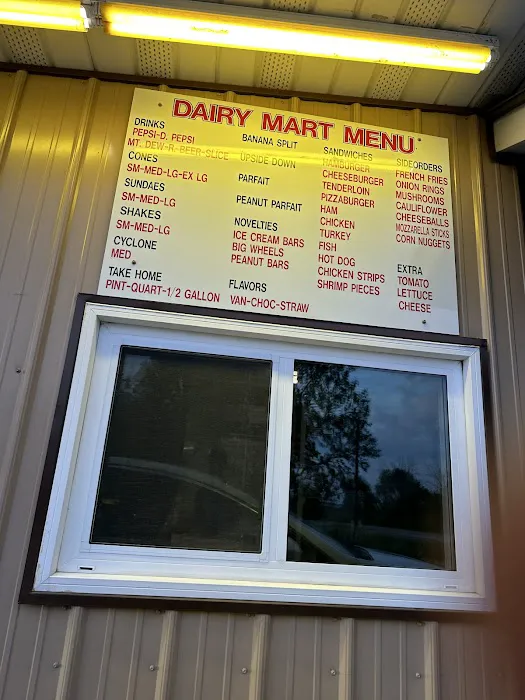 DAIRY MART MENU
DRINKS
PEPSI-D. PEPSI
MT. DEW-R. BEER-SLICE
CONES
SM-MED-LG-EX LG
SUNDAES
SM-MED-LG
SHAKES
SM-MED-LG
CYCLONE
MED
TAKE HOME
PINT-QUART-1/2 GALLON
BANANA SPLIT
UPSIDE DOWN
PARFAIT
PEANUT PARFAIT
NOVELTIES
ICE CREAM BARS
BIG WHEELS
PEANUT BARS
FLAVORS
VAN-CHOC-STRAW
SANDWICHES
HAMBURGER
CHEESEBURGER
TENDERLOIN
PIZZABURGER
HAM
CHICKEN
TURKEY
FISH
HOT DOG
CHICKEN STRIPS
SHRIMP PIECES
SIDEORDERS
FRENCH FRIES
ONION RINGS
MUSHROOMS
CAULIFLOWER
CHEESEBALLS
MOZZARELLA STICKS
CORN NUGGETS
EXTRA
TOMATO
LETTUCE
CHEESE